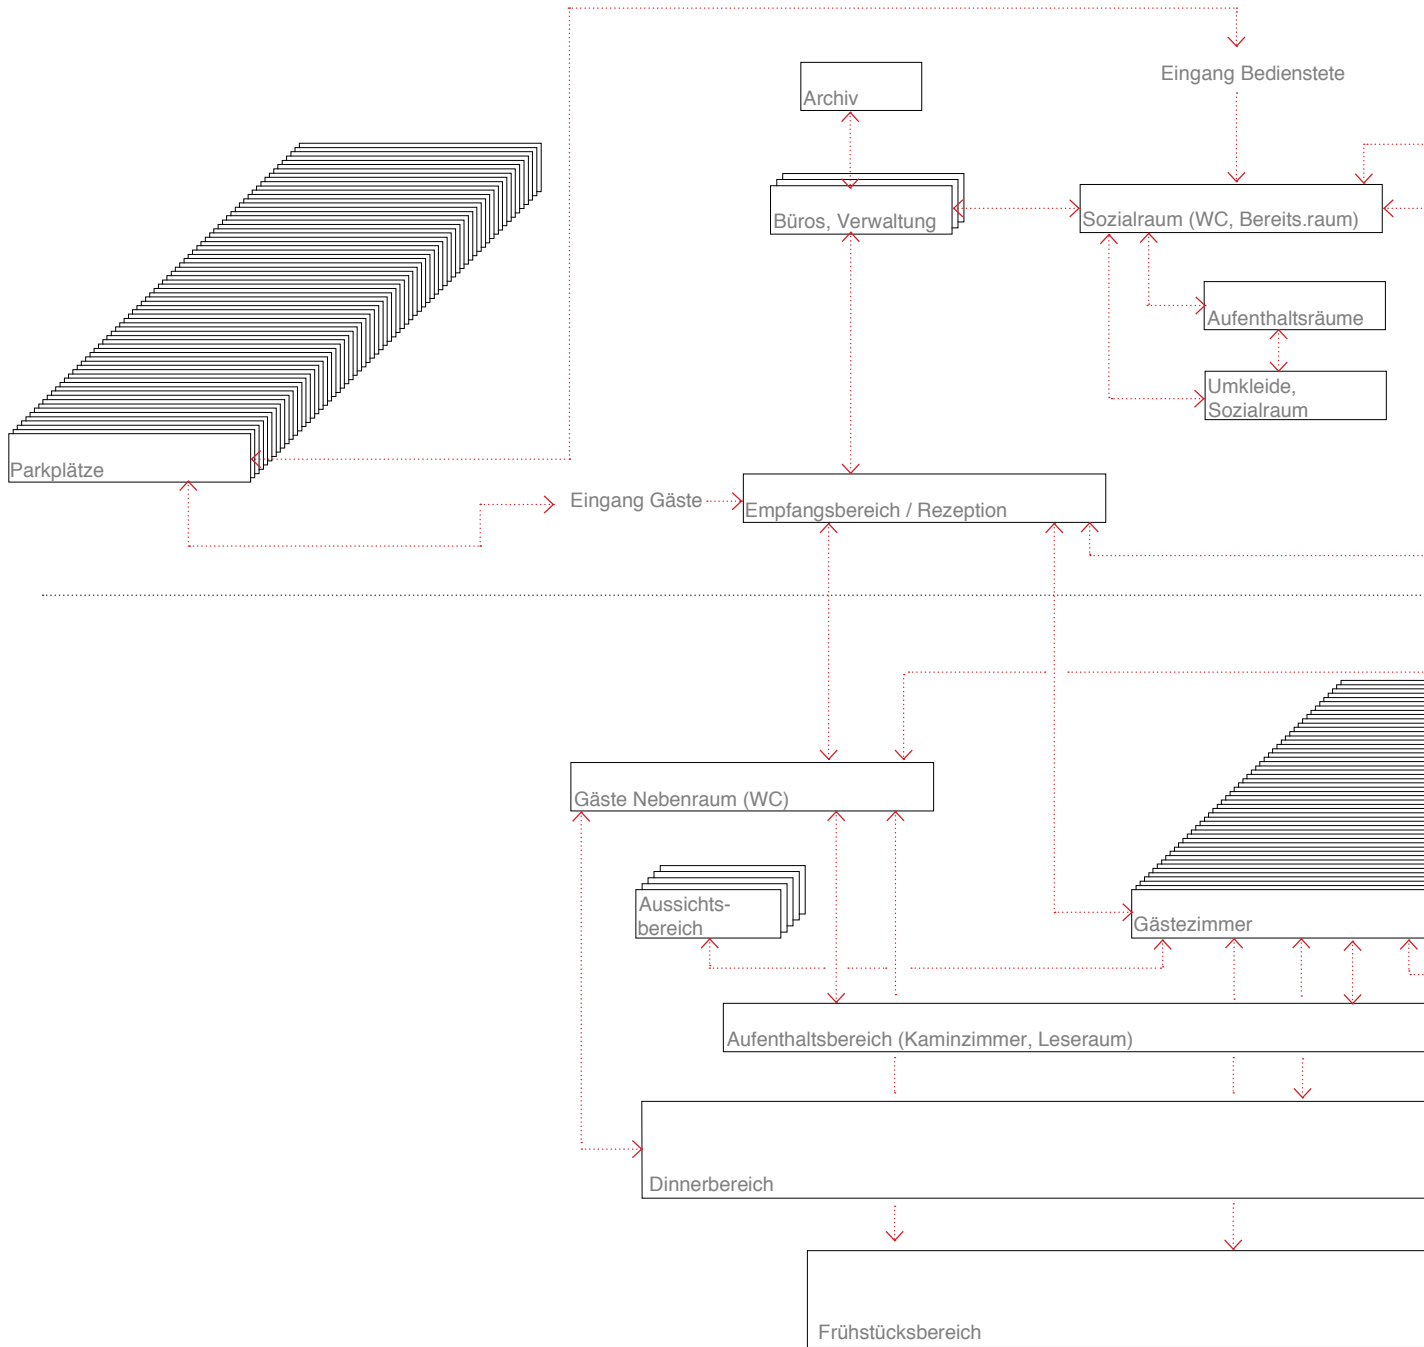 Eingang Bedienstete
Archiv
Büros, Verwaltung
Sozialraum (WC, Bereits.raum)
Aufenthaltsräume
Umkleide,
Sozialraum
Parkplätze
Eingang Gäste
Empfangsbereich / Rezeption
Gäste Nebenraum (WC)
Aussichts-
bereich
Gästezimmer
Aufenthaltsbereich (Kaminzimmer, Leseraum)
Dinnerbereich
Frühstücksbereich